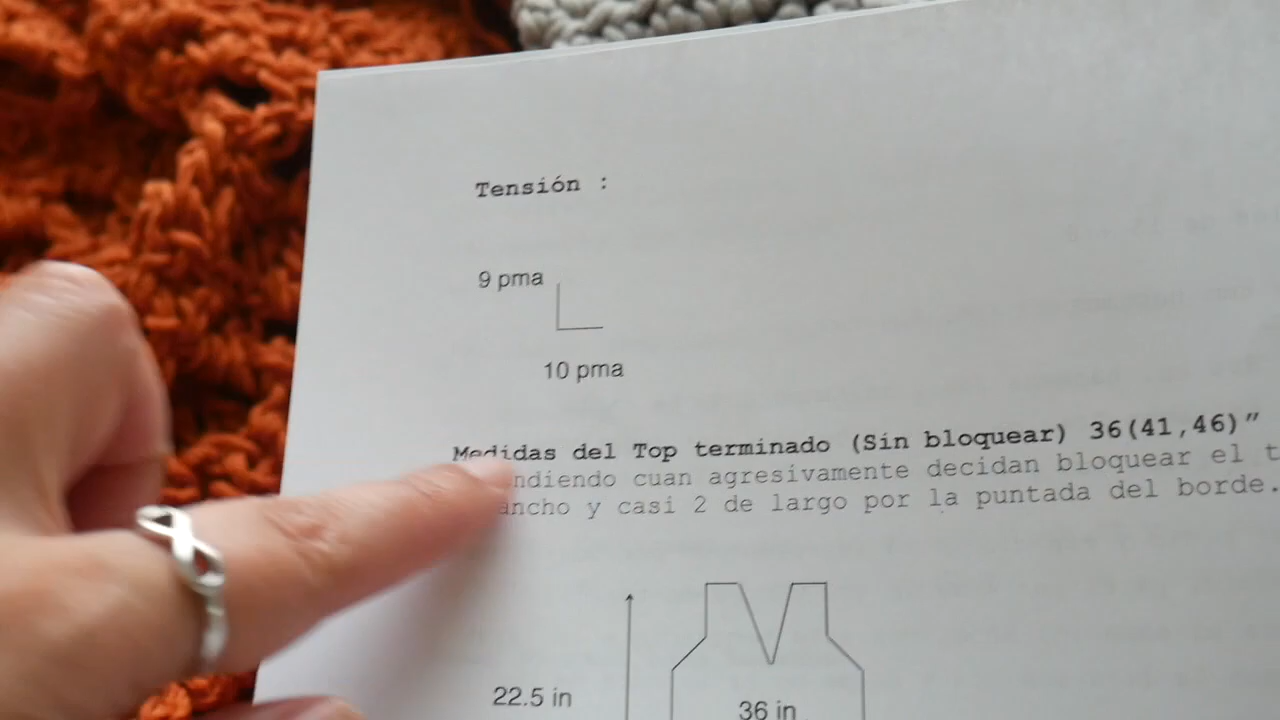 Tensión :
9 pma
10 pma
Medidas del Top terminado (Sin bloquear) 36(41,46)”
cuan agresivamente decidan bloquear el
ancho y casi 2 de largo por la puntada del borde.
22.5 in
36 in